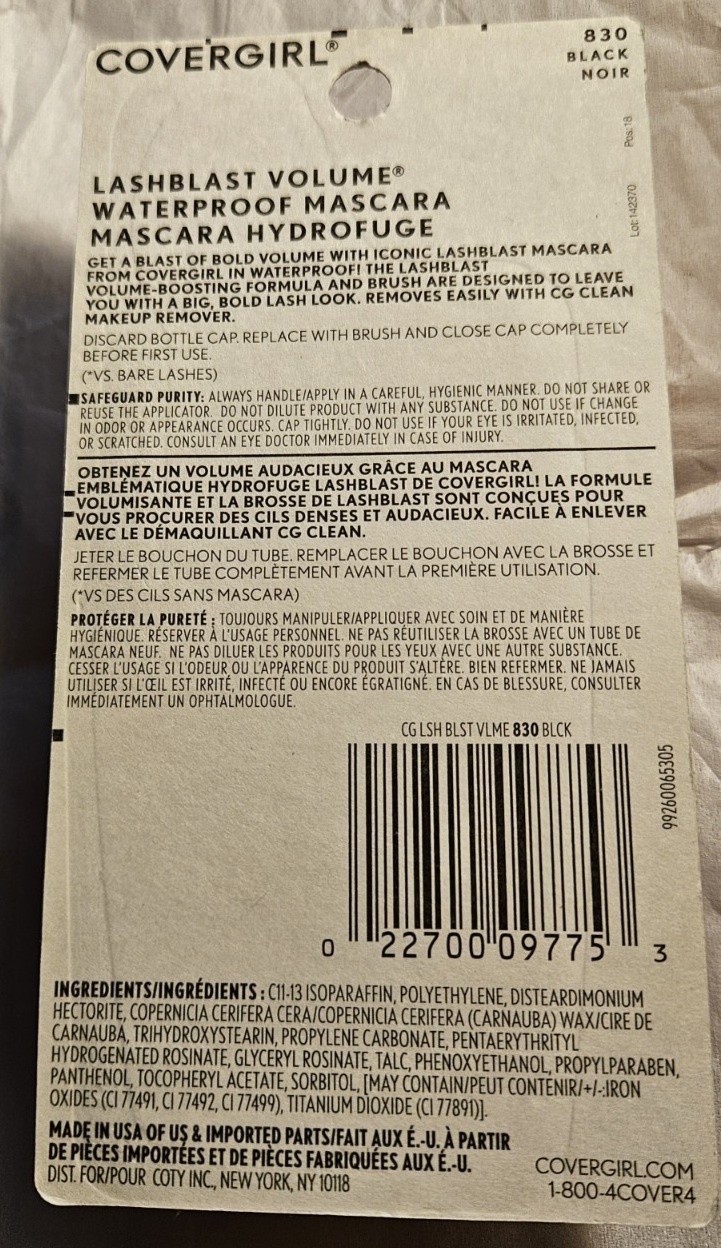 COVERGIRL®
830
BLACK
NOIR
Pos: 18
Lot: 142370
LASHBLAST VOLUME®
WATERPROOF MASCARA
MASCARA HYDROFUGE
GET A BLAST OF BOLD VOLUME WITH ICONIC LASHBLAST MASCARA
FROM COVERGIRL IN WATERPROOF! THE LASHBLAST
VOLUME-BOOSTING FORMULA AND BRUSH ARE DESIGNED TO LEAVE
YOU WITH A BIG, BOLD LASH LOOK. REMOVES EASILY WITH CG CLEAN
MAKEUP REMOVER.
DISCARD BOTTLE CAP. REPLACE WITH BRUSH AND CLOSE CAP COMPLETELY
BEFORE FIRST USE.
(*VS. BARE LASHES)
SAFEGUARD PURITY: ALWAYS HANDLE/APPLY IN A CAREFUL, HYGIENIC MANNER. DO NOT SHARE OR
REUSE THE APPLICATOR. DO NOT DILUTE PRODUCT WITH ANY SUBSTANCE. DO NOT USE IF CHANGE
IN ODOR OR APPEARANCE OCCURS. CAP TIGHTLY. DO NOT USE IF YOUR EYE IS IRRITATED, INFECTED,
OR SCRATCHED. CONSULT AN EYE DOCTOR IMMEDIATELY IN CASE OF INJURY.
OBTENEZ UN VOLUME AUDACIEUX GRÂCE AU MASCARA
EMBLÉMATIQUE HYDROFUGE LASHBLAST DE COVERGIRL! LA FORMULE
VOLUMISANTE ET LA BROSSE DE LASHBLAST SONT CONÇUES POUR
VOUS PROCURER DES CILS DENSES ET AUDACIEUX. FACILE À ENLEVER
AVEC LE DÉMAQUILLANT CG CLEAN.
JETER LE BOUCHON DU TUBE. REMPLACER LE BOUCHON AVEC LA BROSSE ET
REFERMER LE TUBE COMPLÈTEMENT AVANT LA PREMIÈRE UTILISATION.
(*VS DES CILS SANS MASCARA)
PROTÉGER LA PURETÉ : TOUJOURS MANIPULER/APPLIQUER AVEC SOIN ET DE MANIÈRE
HYGIÉNIQUE. RÉSERVER À L'USAGE PERSONNEL. NE PAS RÉUTILISER LA BROSSE AVEC UN TUBE DE
MASCARA NEUF. NE PAS DILUER LES PRODUITS POUR LES YEUX AVEC UNE AUTRE SUBSTANCE.
CESSER L'USAGE SI L'ODEUR OU L'APPARENCE DU PRODUIT S'ALTÈRE. BIEN REFERMER. NE JAMAIS
UTILISER SI L'ŒIL EST IRRITÉ, INFECTÉ OU ENCORE ÉGRATIGNÉ. EN CAS DE BLESSURE, CONSULTER
IMMÉDIATEMENT UN OPHTALMOLOGUE.
CG LSH BLST VLME 830 BLCK
99260065305
0 22700 09775 3
INGREDIENTS/INGRÉDIENTS : C11-13 ISOPARAFFIN, POLYETHYLENE, DISTEARDIMONIUM
HECTORITE, COPERNICIA CERIFERA CERA/COPERNICIA CERIFERA (CARNAUBA) WAX/CIRE DE
CARNAUBA, TRIHYDROXYSTEARIN, PROPYLENE CARBONATE, PENTAERYTHRITYL
HYDROGENATED ROSINATE, GLYCERYL ROSINATE, TALC, PHENOXYETHANOL, PROPYLPARABEN,
PANTHENOL, TOCOPHERYL ACETATE, SORBITOL, [MAY CONTAIN/PEUT CONTENIR/+/-:IRON
OXIDES (CI 77491, CI 77492, CI 77499), TITANIUM DIOXIDE (CI 77891)].
MADE IN USA OF US & IMPORTED PARTS/FAIT AUX É.-U. À PARTIR
DE PIÈCES IMPORTÉES ET DE PIÈCES FABRIQUÉES AUX É.-U.
DIST. FOR/POUR COTY INC., NEW YORK, NY 10118
COVERGIRL.COM
1-800-4COVER4